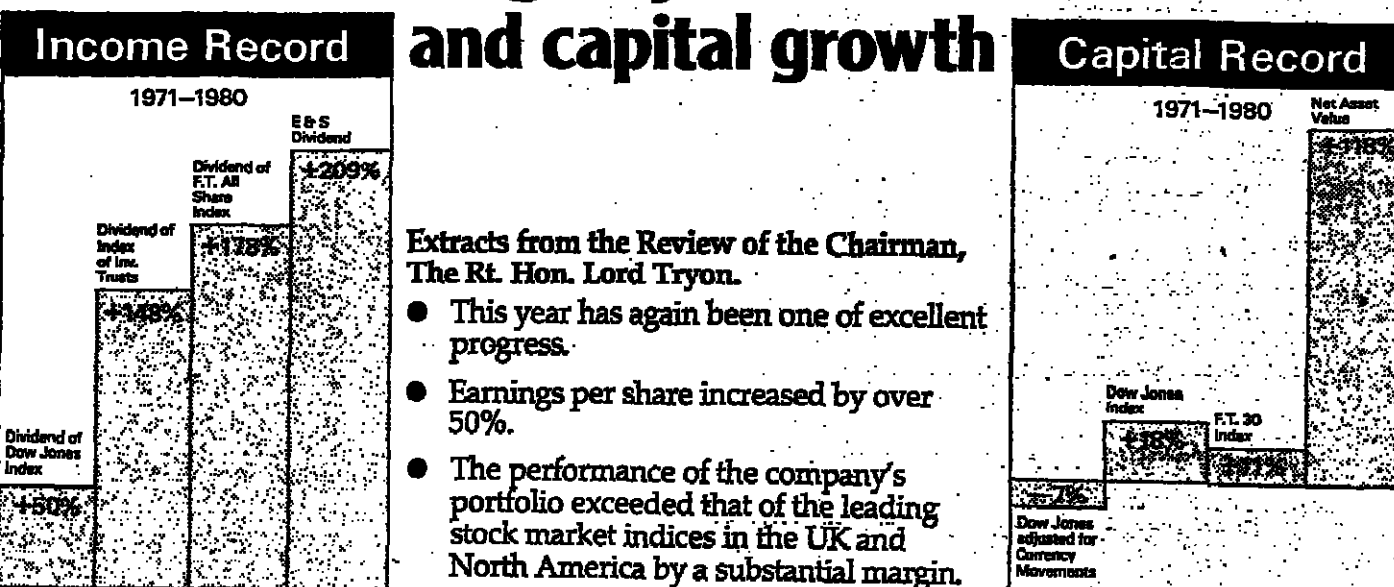 and capital growth
Income Record
1971–1980
E & S
Dividend
+209%
Dividend of
F.T. All
Share
Index
+178%
Dividend of
Index
of Inv.
Trusts
+148%
Dividend of
Dow Jones
Index
+50%
Extracts from the Review of the Chairman,
The Rt. Hon. Lord Tryon.
● This year has again been one of excellent
progress.
● Earnings per share increased by over
50%.
● The performance of the company's
portfolio exceeded that of the leading
stock market indices in the UK and
North America by a substantial margin.
Capital Record
1971–1980
Net Asset
Value
+118%
Dow Jones
Index
+18%
F.T. 30
Index
Dow Jones
adjusted for
Currency
Movements